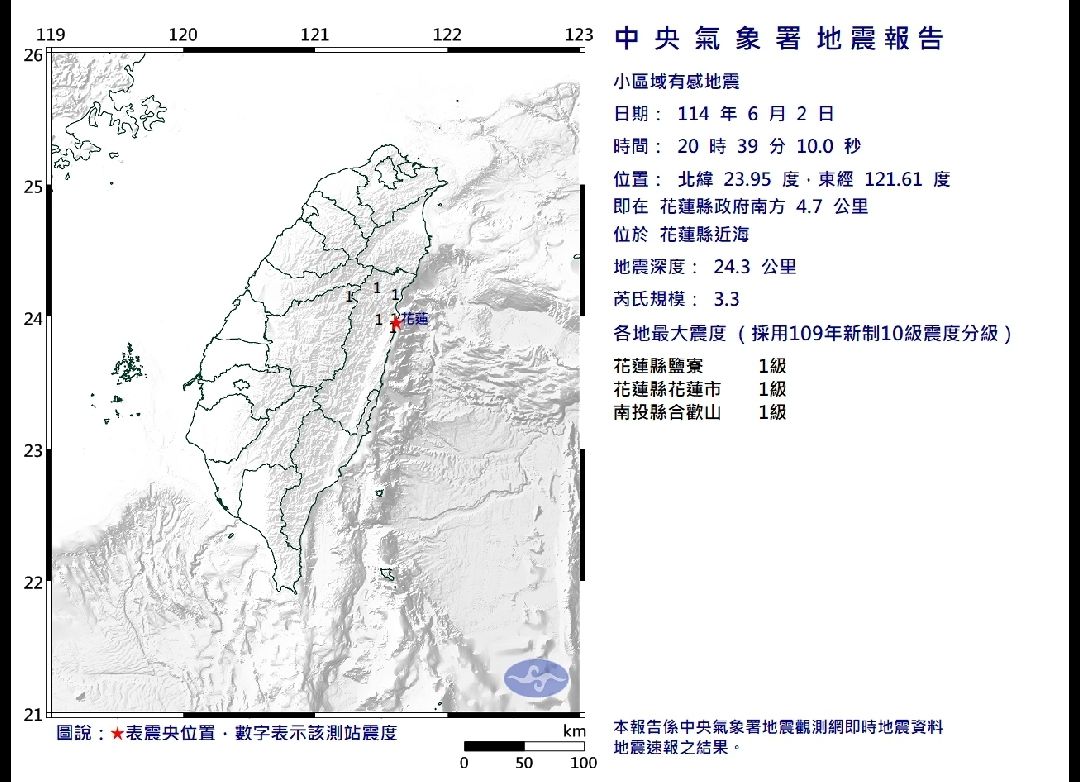 119 120 121 122 123
26
25
24
23
22
21
1
1
1
1
1
花蓮
中央氣象署地震報告
小區域有感地震
日期： 114 年 6 月 2 日
時間： 20 時 39 分 10.0 秒
位置： 北緯 23.95 度，東經 121.61 度
即在 花蓮縣政府南方 4.7 公里
位於 花蓮縣近海
地震深度： 24.3 公里
芮氏規模： 3.3
各地最大震度（採用109年新制10級震度分級）
花蓮縣鹽寮 1級
花蓮縣花蓮市 1級
南投縣合歡山 1級
圖說：★表震央位置，數字表示該測站震度
km
0 50 100
本報告係中央氣象署地震觀測網即時地震資料
地震速報之結果。